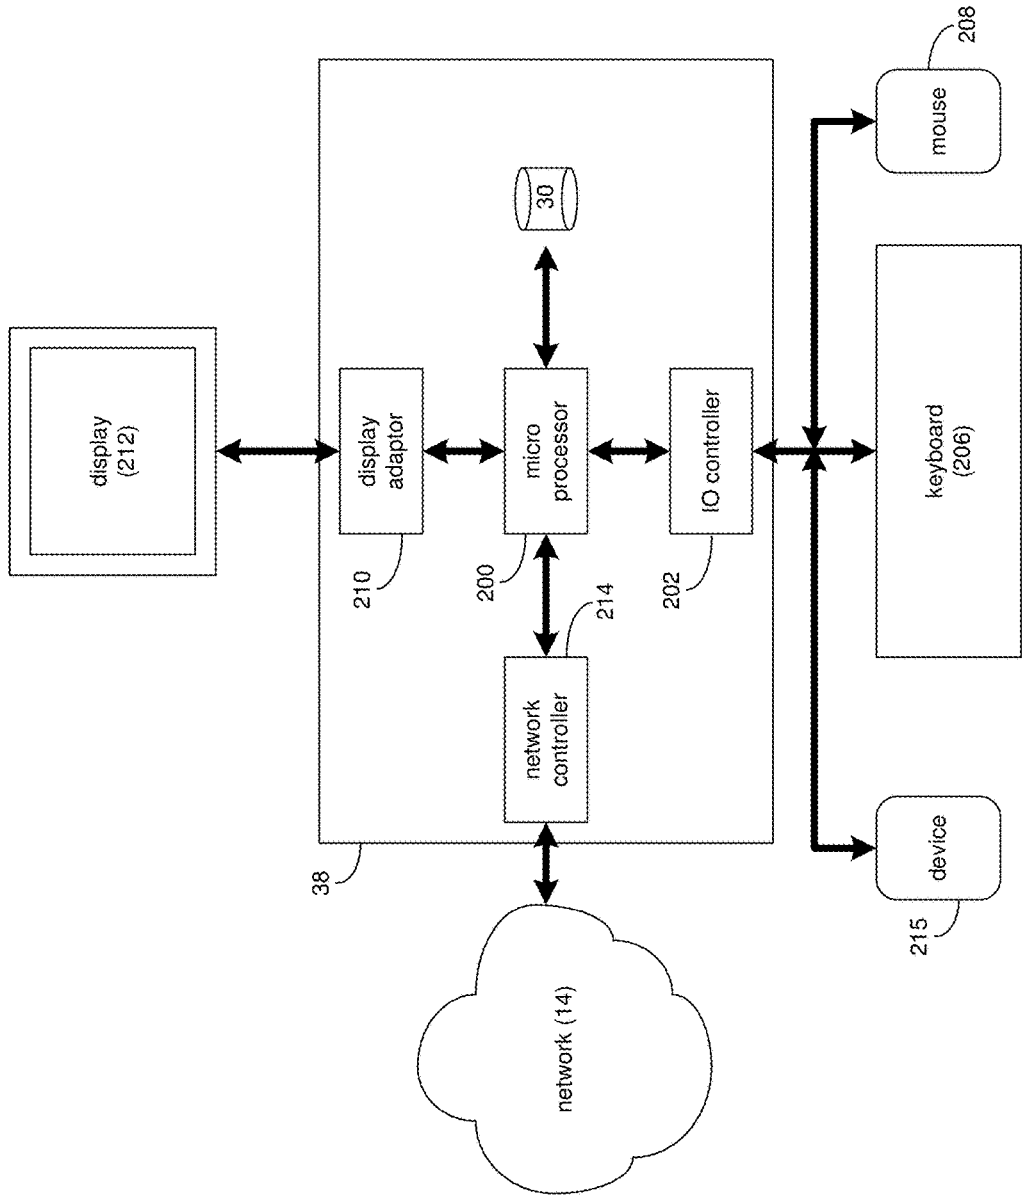 display
(212)
38
210
display
adaptor
200
micro
processor
30
network
controller
214
network (14)
202
IO controller
215
device
keyboard
(206)
mouse
208